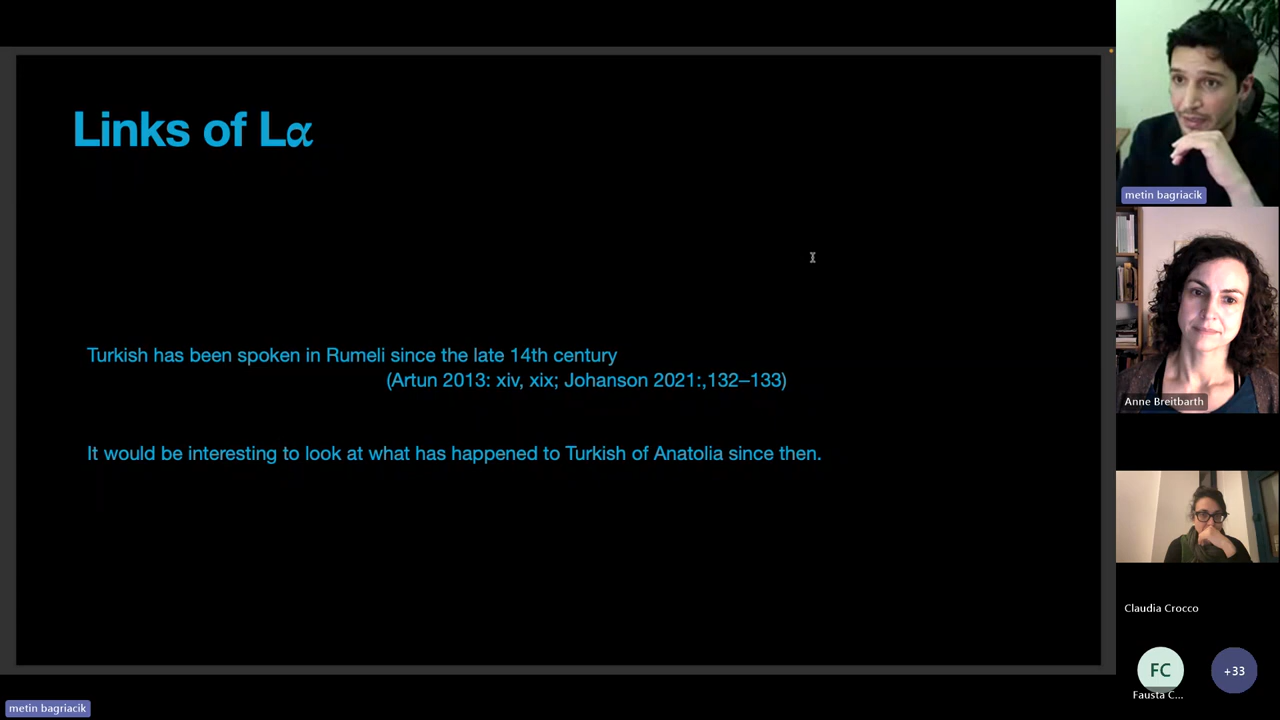 Links of Lα
Turkish has been spoken in Rumeli since the late 14th century
(Artun 2013: xiv, xix; Johanson 2021:,132–133)
It would be interesting to look at what has happened to Turkish of Anatolia since then.
metin bagriacik
metin bagriacik
Anne Breitbarth
Claudia Crocco
FC
Fausta C...
+33